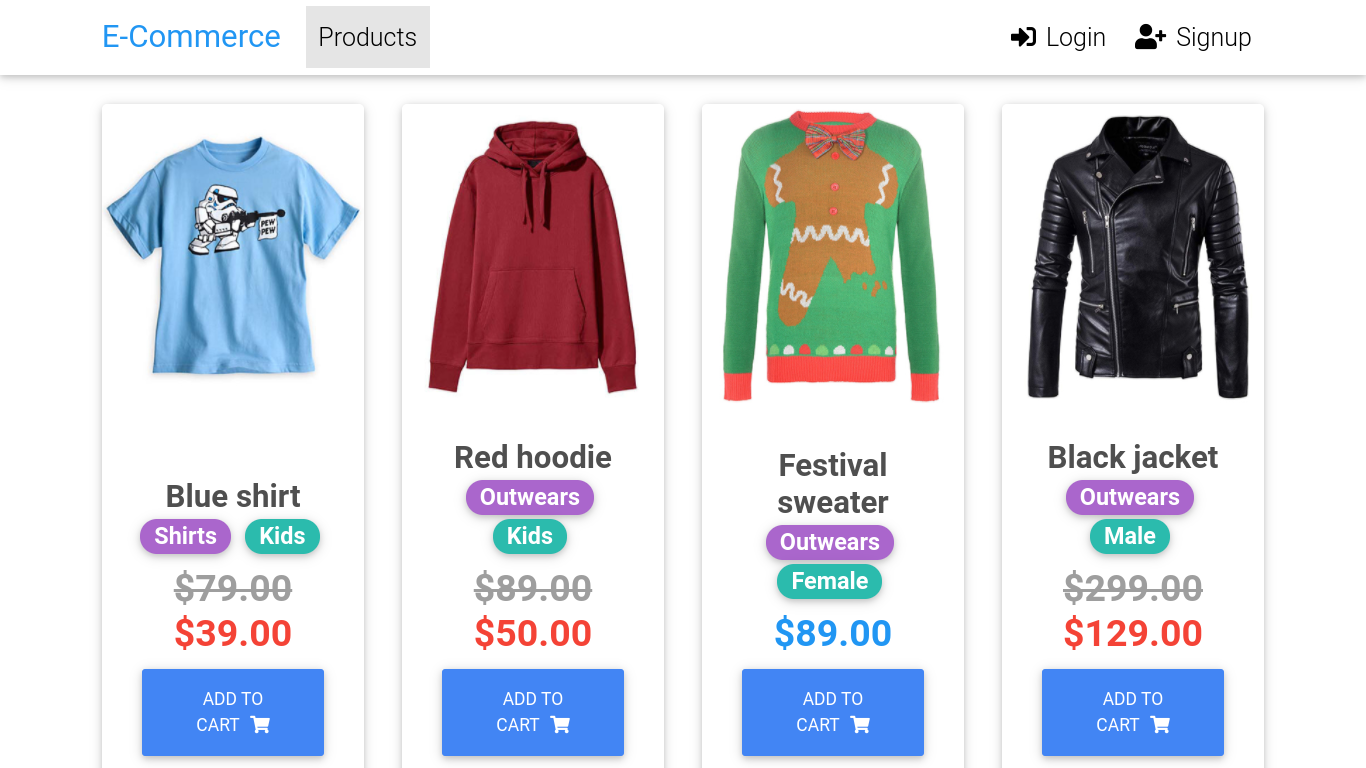 E-Commerce Products Login Signup
PEW
PEW
Blue shirt
Shirts Kids
$79.00
$39.00
ADD TO
CART
Red hoodie
Outwears
Kids
$89.00
$50.00
ADD TO
CART
Festival
sweater
Outwears
Female
$89.00
ADD TO
CART
Black jacket
Outwears
Male
$299.00
$129.00
ADD TO
CART